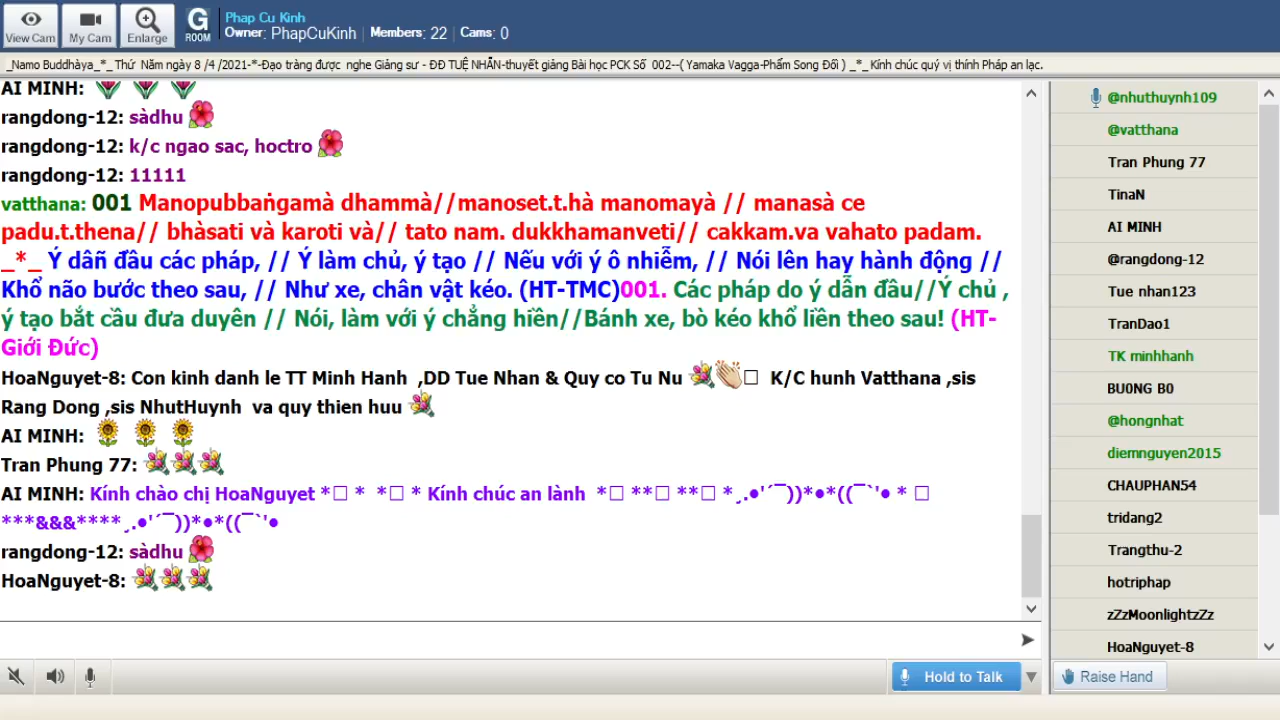 View Cam
My Cam
Enlarge
G
ROOM
Phap Cu Kinh
Owner: PhapCuKinh | Members: 22 | Cams: 0
_Namo Buddhàya_*_ Thứ Năm ngày 8 /4 /2021-*-Đạo tràng được nghe Giảng sư - ĐĐ TUỆ NHẪN-thuyết giảng Bài học PCK Số 002--( Yamaka Vagga-Phẩm Song Đối ) _*_ Kính chúc quý vị thính Pháp an lạc.
AI MINH:
rangdong-12: sàdhu
rangdong-12: k/c ngao sac, hoctro
rangdong-12: 11111
vatthana: 001 Manopubbaṅgamà dhammà//manoset.t.hà manomayà // manasà ce
padu.t.thena// bhàsati và karoti và// tato nam. dukkhamanveti// cakkam.va vahato padam.
_*_ Ý dẫn đầu các pháp, // Ý làm chủ, ý tạo // Nếu với ý ô nhiễm, // Nói lên hay hành động //
Khổ não bước theo sau, // Như xe, chân vật kéo. (HT-TMC)001. Các pháp do ý dẫn đầu//Ý chủ ,
ý tạo bắt cầu đưa duyên // Nói, làm với ý chẳng hiền//Bánh xe, bò kéo khổ liền theo sau! (HT-
Giới Đức)
HoaNguyet-8: Con kinh danh le TT Minh Hanh ,DD Tue Nhan & Quy co Tu Nu K/C hunh Vatthana ,sis
Rang Dong ,sis NhutHuynh va quy thien huu
AI MINH:
Tran Phung 77:
AI MINH: Kính chào chị HoaNguyet *□ * *□ * Kính chúc an lành *□ **□ **□ *¸.•'´¯))*•*((¯`'• * □
***&&&****¸.•'´¯))*•*((¯`'•
rangdong-12: sàdhu
HoaNguyet-8:
Hold to Talk
@nhuthuynh109
@vatthana
Tran Phung 77
TinaN
AI MINH
@rangdong-12
Tue nhan123
TranDao1
TK minhhanh
BU0NG B0
@hongnhat
diemnguyen2015
CHAUPHAN54
tridang2
Trangthu-2
hotriphap
zZzMoonlightzZz
HoaNguyet-8
Raise Hand